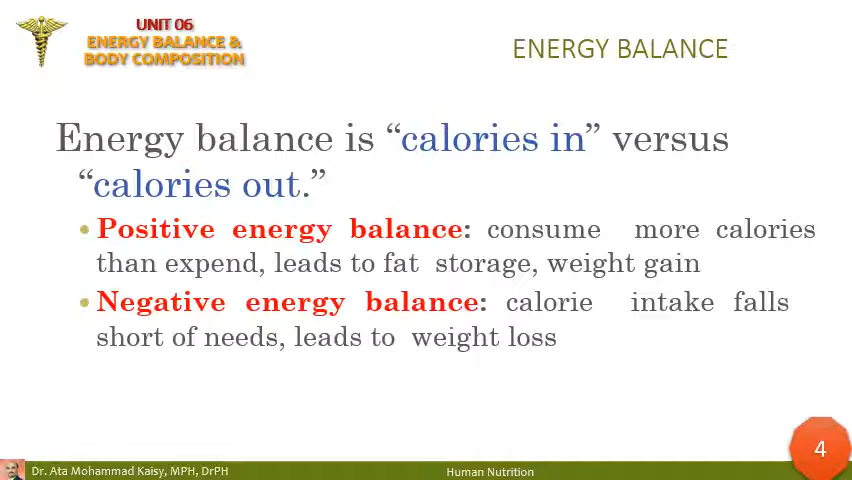 UNIT 06
ENERGY BALANCE &
BODY COMPOSITION
ENERGY BALANCE
Energy balance is “calories in” versus
“calories out.”
• Positive energy balance: consume more calories
than expend, leads to fat storage, weight gain
• Negative energy balance: calorie intake falls
short of needs, leads to weight loss
4
Dr. Ata Mohammad Kaisy, MPH, DrPH
Human Nutrition